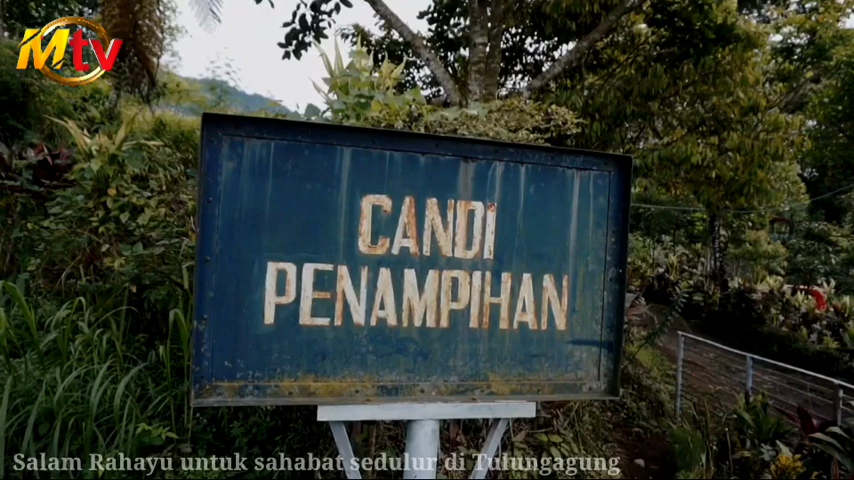 Mtv
CANDI
PENAMPIHAN
Salam Rahayu untuk sahabat sedulur di Tulungagung